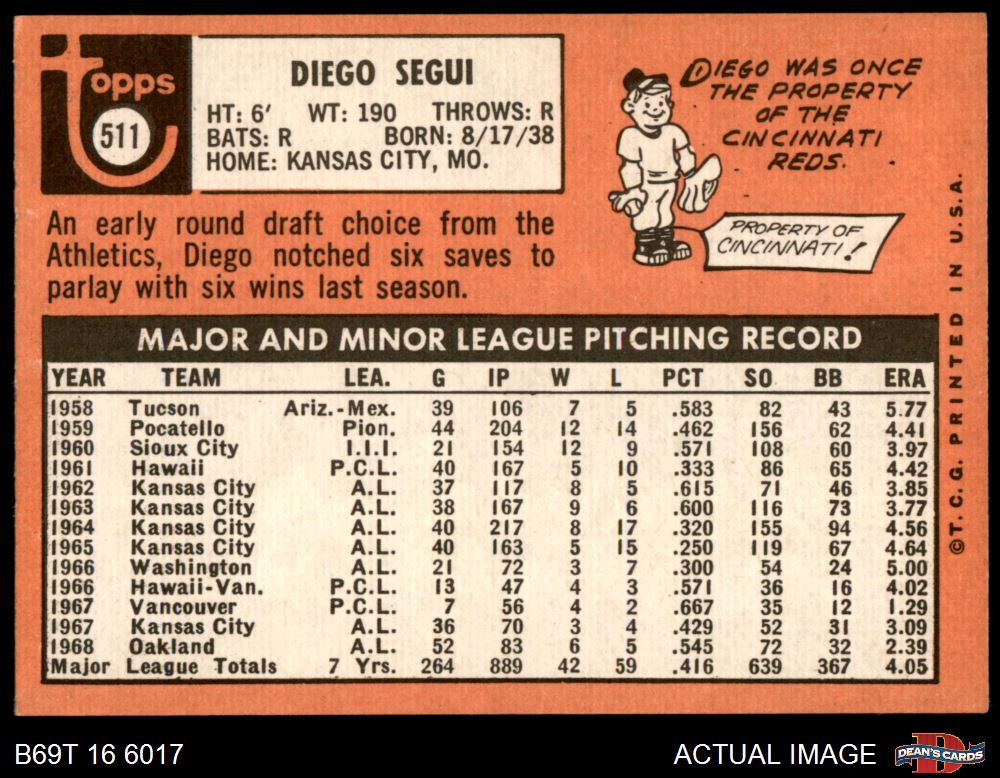 Topps
511
DIEGO SEGUI
HT: 6' WT: 190 THROWS: R
BATS: R BORN: 8/17/38
HOME: KANSAS CITY, MO.
An early round draft choice from the
Athletics, Diego notched six saves to
parlay with six wins last season.
DIEGO WAS ONCE
THE PROPERTY
OF THE
CINCINNATI
REDS.
PROPERTY OF
CINCINNATI!
MAJOR AND MINOR LEAGUE PITCHING RECORD
YEAR TEAM LEA. G IP W L PCT SO BB ERA
1958 Tucson Ariz.-Mex. 39 106 7 5 .583 82 43 5.77
1959 Pocatello Pion. 44 204 12 14 .462 156 62 4.41
1960 Sioux City I.I.I. 21 154 12 9 .571 108 60 3.97
1961 Hawaii P.C.L. 40 167 5 10 .333 86 65 4.42
1962 Kansas City A.L. 37 117 8 5 .615 71 46 3.85
1963 Kansas City A.L. 38 167 9 6 .600 116 73 3.77
1964 Kansas City A.L. 40 217 8 17 .320 155 94 4.56
1965 Kansas City A.L. 40 163 5 15 .250 119 67 4.64
1966 Washington A.L. 21 72 3 7 .300 54 24 5.00
1966 Hawaii-Van. P.C.L. 13 47 4 3 .571 36 16 4.02
1967 Vancouver P.C.L. 7 56 4 2 .667 35 12 1.29
1967 Kansas City A.L. 36 70 3 4 .429 52 31 3.09
1968 Oakland A.L. 52 83 6 5 .545 72 32 2.39
Major League Totals 7 Yrs. 264 889 42 59 .416 639 367 4.05
©T.C.G. PRINTED IN U.S.A.
B69T 16 6017
ACTUAL IMAGE
DEAN'S CARDS